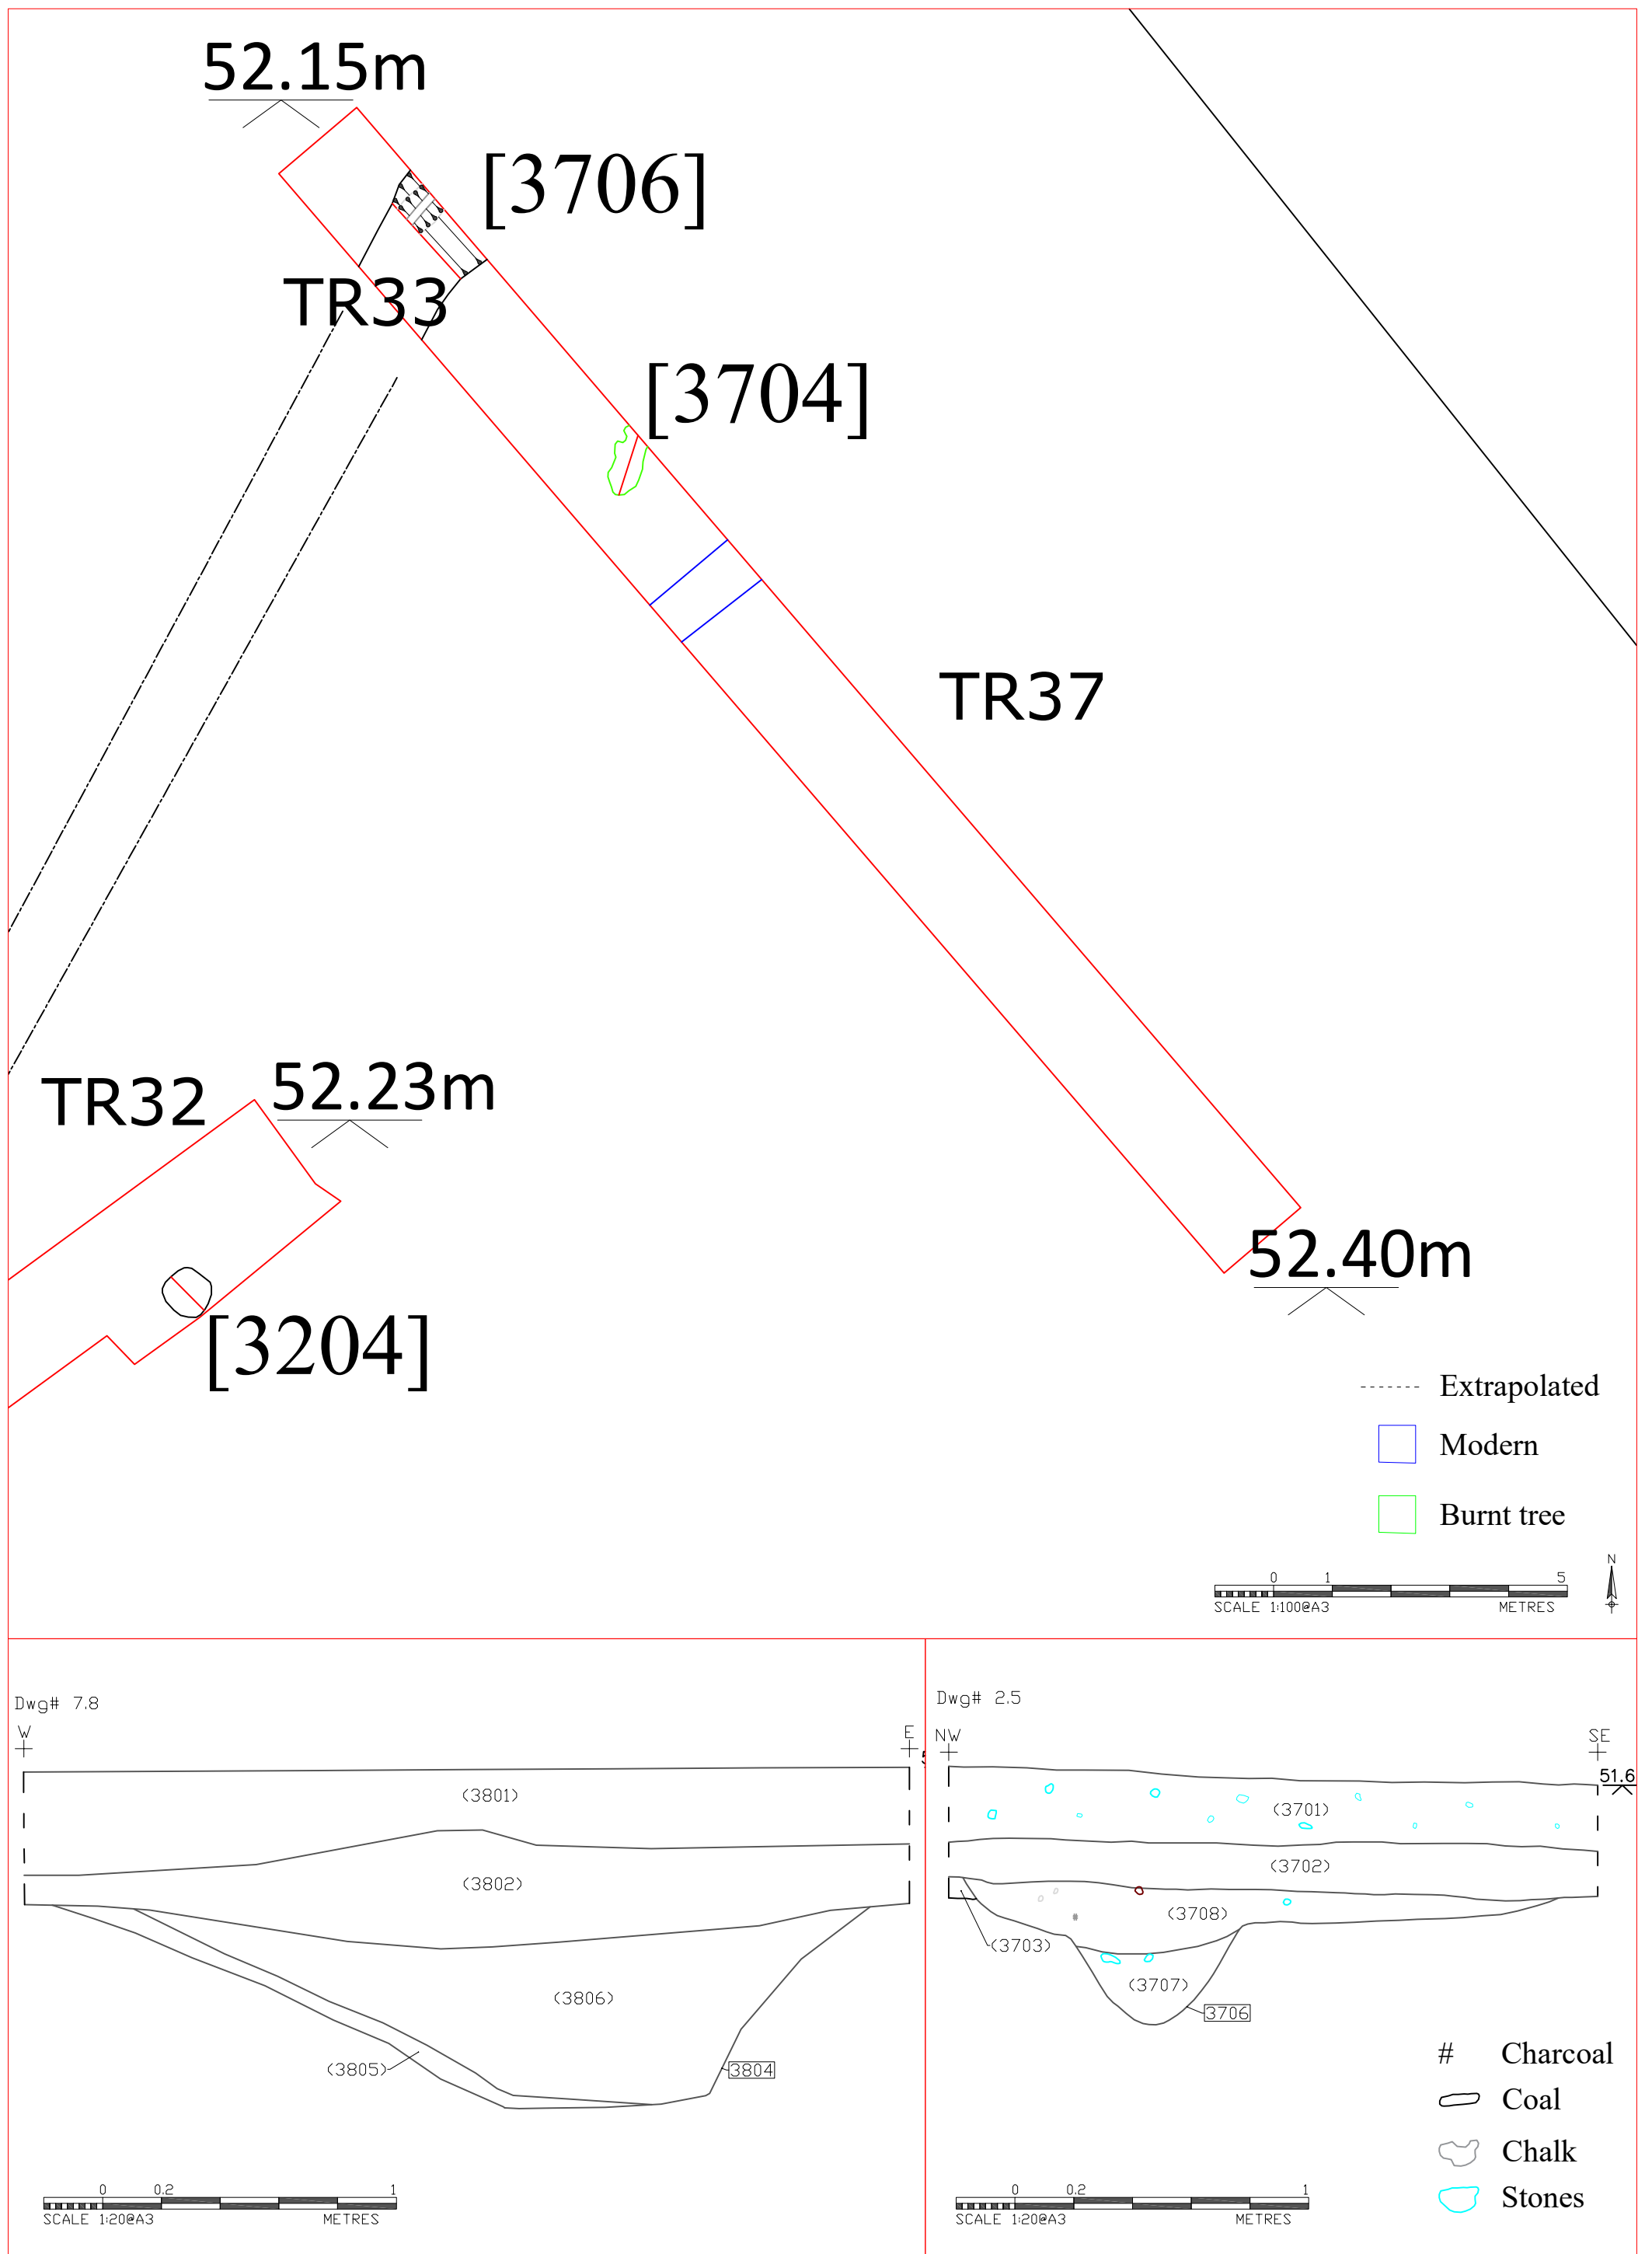 52.15m
[3706]
TR33
[3704]
TR37
TR32
52.23m
[3204]
52.40m
Extrapolated
Modern
Burnt tree
0 1 5
SCALE 1:100@A3 METRES
N
Dwg# 7.8
W E
(3801)
(3802)
(3806)
(3805)
3804
0 0.2 1
SCALE 1:20@A3 METRES
Dwg# 2.5
NW SE
51.6
(3701)
(3702)
(3708)
(3703)
(3707)
3706
# Charcoal
Coal
Chalk
Stones
0 0.2 1
SCALE 1:20@A3 METRES